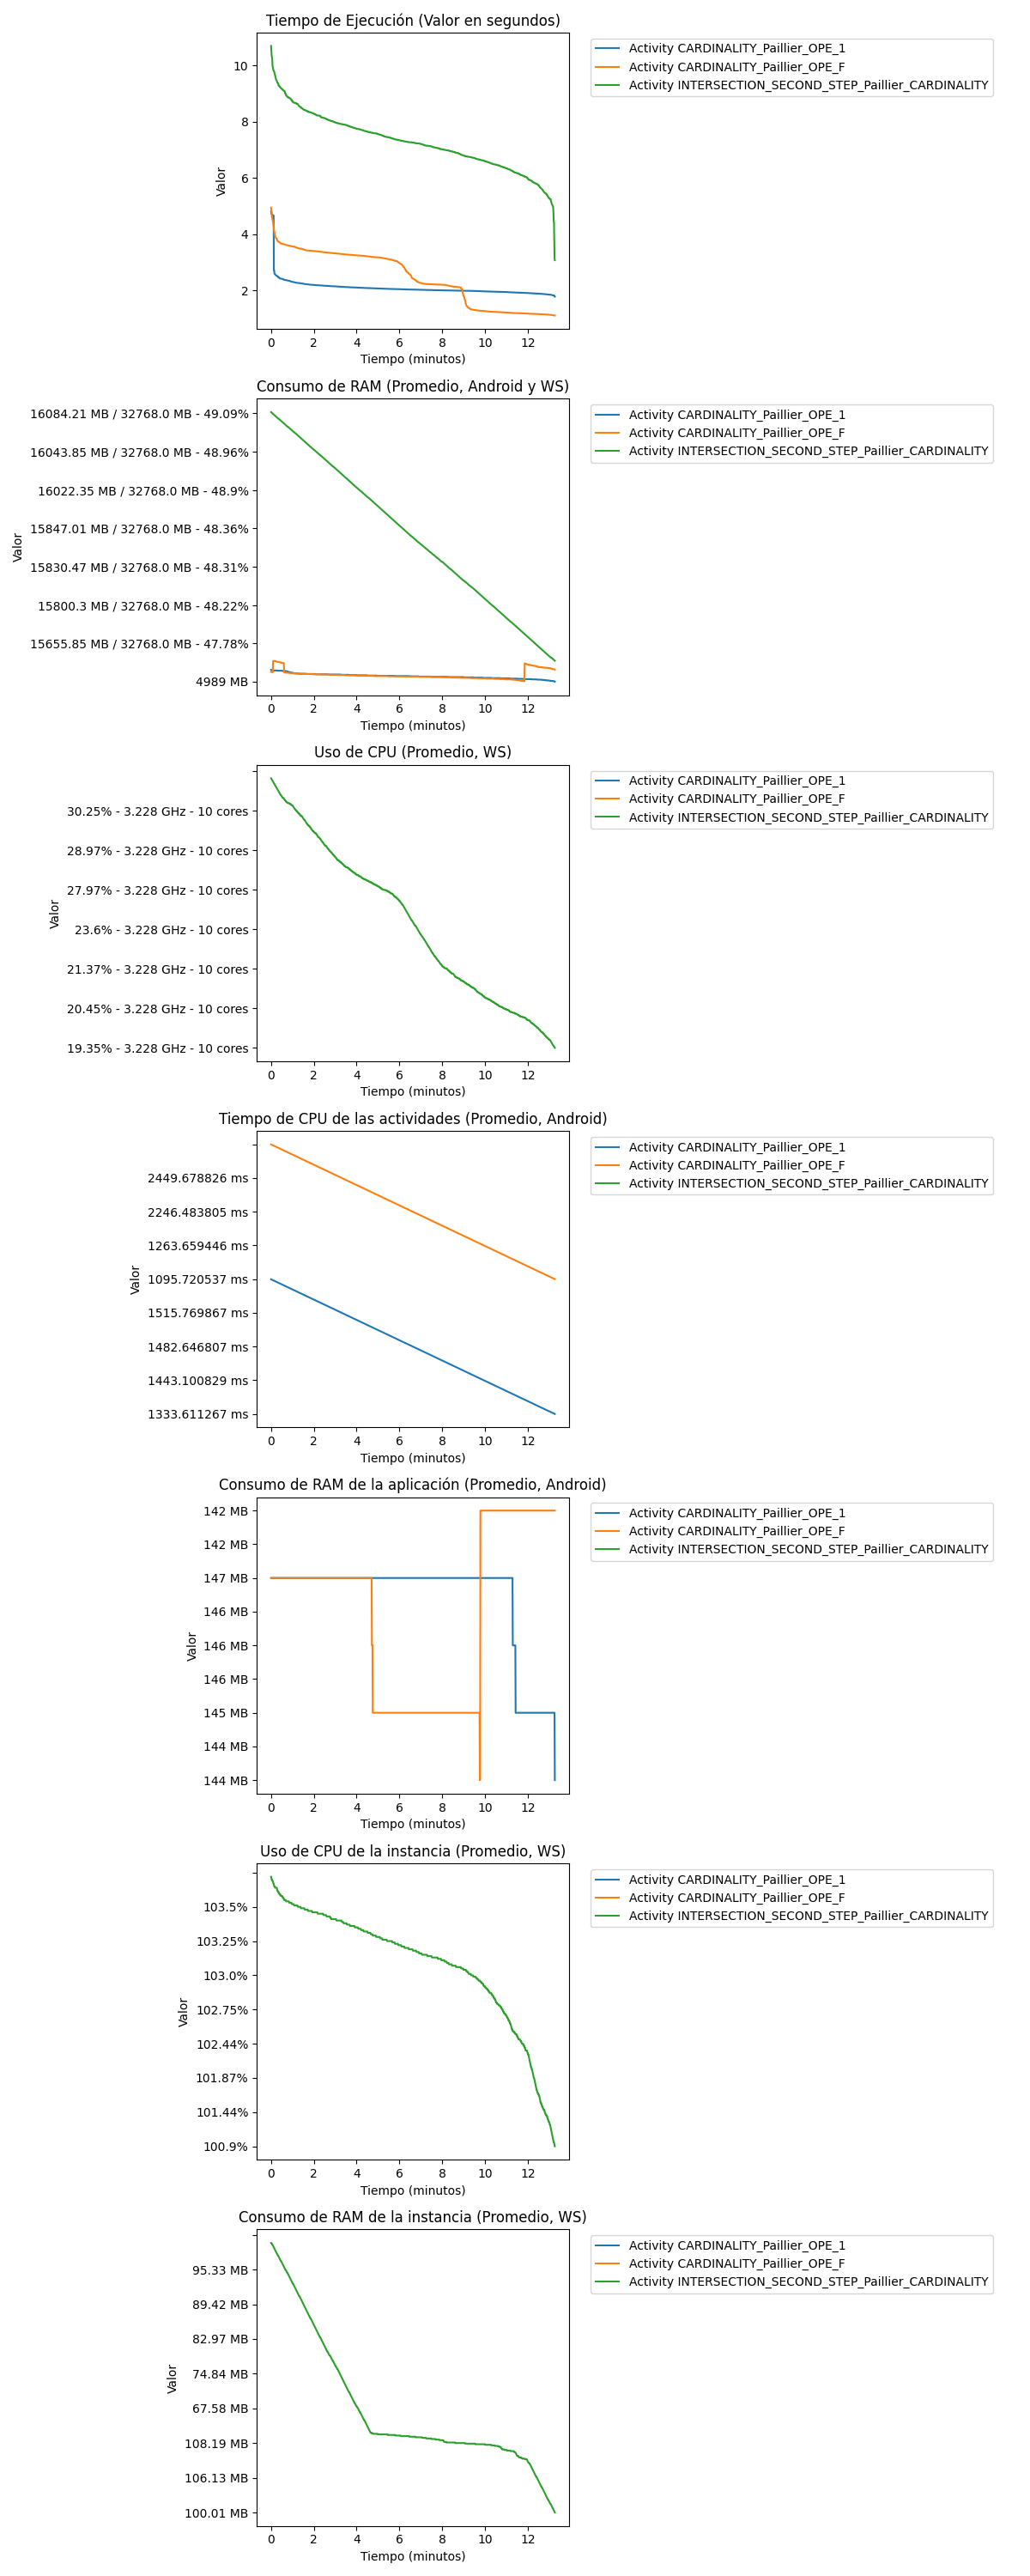 Tiempo de Ejecución (Valor en segundos)
Activity CARDINALITY_Paillier_OPE_1
Activity CARDINALITY_Paillier_OPE_F
Activity INTERSECTION_SECOND_STEP_Paillier_CARDINALITY
10
8
6
4
2
Valor
0 2 4 6 8 10 12
Tiempo (minutos)
Consumo de RAM (Promedio, Android y WS)
Activity CARDINALITY_Paillier_OPE_1
Activity CARDINALITY_Paillier_OPE_F
Activity INTERSECTION_SECOND_STEP_Paillier_CARDINALITY
16084.21 MB / 32768.0 MB - 49.09%
16043.85 MB / 32768.0 MB - 48.96%
16022.35 MB / 32768.0 MB - 48.9%
15847.01 MB / 32768.0 MB - 48.36%
15830.47 MB / 32768.0 MB - 48.31%
15800.3 MB / 32768.0 MB - 48.22%
15655.85 MB / 32768.0 MB - 47.78%
4989 MB
Valor
0 2 4 6 8 10 12
Tiempo (minutos)
Uso de CPU (Promedio, WS)
Activity CARDINALITY_Paillier_OPE_1
Activity CARDINALITY_Paillier_OPE_F
Activity INTERSECTION_SECOND_STEP_Paillier_CARDINALITY
30.25% - 3.228 GHz - 10 cores
28.97% - 3.228 GHz - 10 cores
27.97% - 3.228 GHz - 10 cores
23.6% - 3.228 GHz - 10 cores
21.37% - 3.228 GHz - 10 cores
20.45% - 3.228 GHz - 10 cores
19.35% - 3.228 GHz - 10 cores
Valor
0 2 4 6 8 10 12
Tiempo (minutos)
Tiempo de CPU de las actividades (Promedio, Android)
Activity CARDINALITY_Paillier_OPE_1
Activity CARDINALITY_Paillier_OPE_F
Activity INTERSECTION_SECOND_STEP_Paillier_CARDINALITY
2449.678826 ms
2246.483805 ms
1263.659446 ms
1095.720537 ms
1515.769867 ms
1482.646807 ms
1443.100829 ms
1333.611267 ms
Valor
0 2 4 6 8 10 12
Tiempo (minutos)
Consumo de RAM de la aplicación (Promedio, Android)
Activity CARDINALITY_Paillier_OPE_1
Activity CARDINALITY_Paillier_OPE_F
Activity INTERSECTION_SECOND_STEP_Paillier_CARDINALITY
142 MB
142 MB
147 MB
146 MB
146 MB
146 MB
145 MB
144 MB
144 MB
Valor
0 2 4 6 8 10 12
Tiempo (minutos)
Uso de CPU de la instancia (Promedio, WS)
Activity CARDINALITY_Paillier_OPE_1
Activity CARDINALITY_Paillier_OPE_F
Activity INTERSECTION_SECOND_STEP_Paillier_CARDINALITY
103.5%
103.25%
103.0%
102.75%
102.44%
101.87%
101.44%
100.9%
Valor
0 2 4 6 8 10 12
Tiempo (minutos)
Consumo de RAM de la instancia (Promedio, WS)
Activity CARDINALITY_Paillier_OPE_1
Activity CARDINALITY_Paillier_OPE_F
Activity INTERSECTION_SECOND_STEP_Paillier_CARDINALITY
95.33 MB
89.42 MB
82.97 MB
74.84 MB
67.58 MB
108.19 MB
106.13 MB
100.01 MB
Valor
0 2 4 6 8 10 12
Tiempo (minutos)